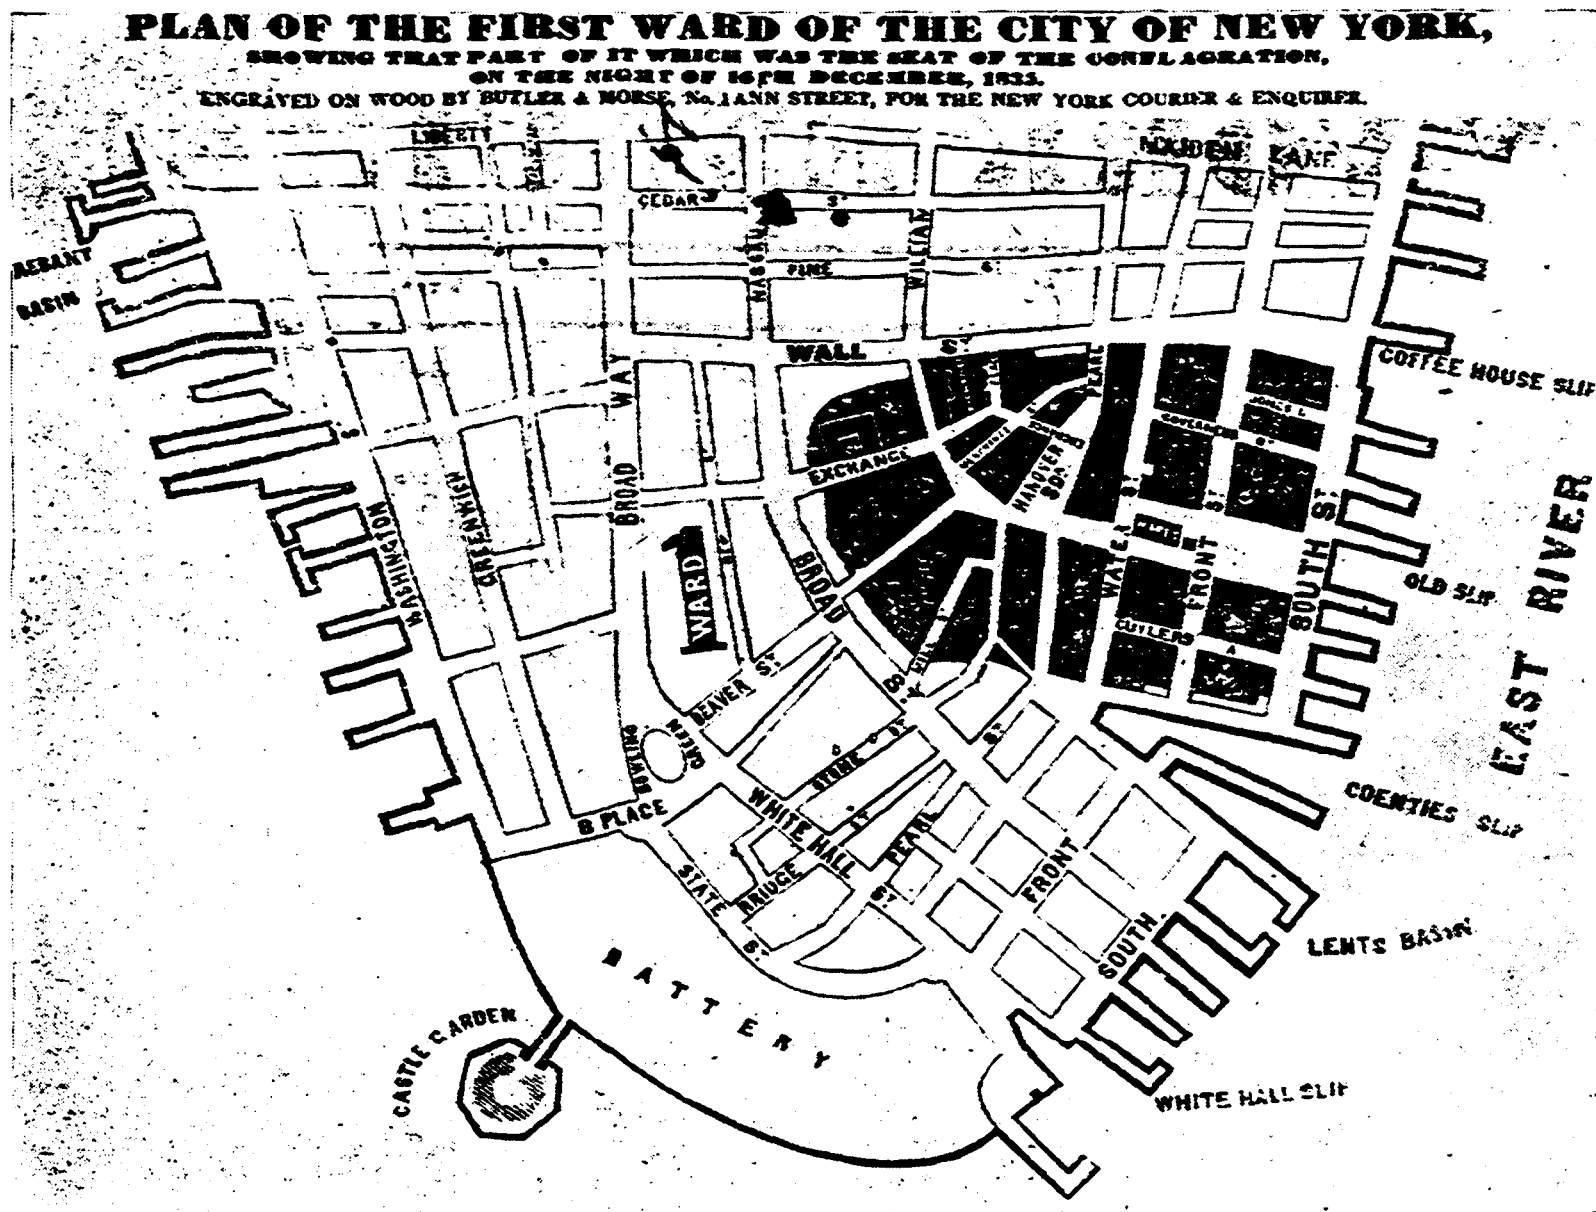 PLAN OF THE FIRST WARD OF THE CITY OF NEW YORK,
SHOWING THAT PART OF IT WHICH WAS THE SEAT OF THE CONFLAGRATION,
ON THE NIGHT OF 16TH DECEMBER, 1835.
ENGRAVED ON WOOD BY BUTLER & MORSE, No. 1 ANN STREET, FOR THE NEW YORK COURIER & ENQUIRER.
LIBERTY
MAIDEN LANE
CEDAR ST
NASSAU
WILLIAM
PINE
BASIN
WALL
PEARL
COFFEE HOUSE SLIP
BROAD WAY
EXCHANGE
HANOVER
SQR
WASHINGTON
GREENWICH
WARD 1
BROAD
WATER ST
FRONT ST
SOUTH ST
OLD SLIP
EAST RIVER
CUYLERS A
MILL
BEAVER ST
BOWLING GREEN
STONE
COENTIES SLIP
B PLACE
WHITE HALL
PEARL
ST
STATE
BRIDGE
ST
FRONT
SOUTH
LENTS BASIN
BATTERY
CASTLE GARDEN
WHITE HALL SLIP